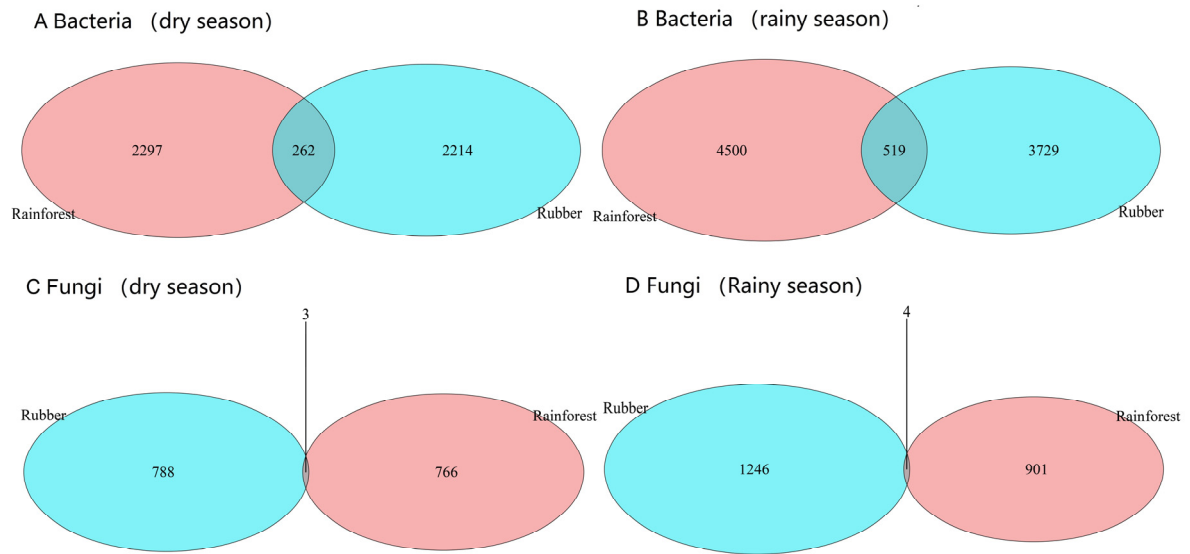 A Bacteria （dry season）
B Bacteria （rainy season）
2297
262
2214
4500
519
3729
Rainforest
Rubber
Rainforest
Rubber
C Fungi （dry season）
D Fungi （Rainy season）
3
4
Rubber
Rainforest
Rubber
Rainforest
788
766
1246
901